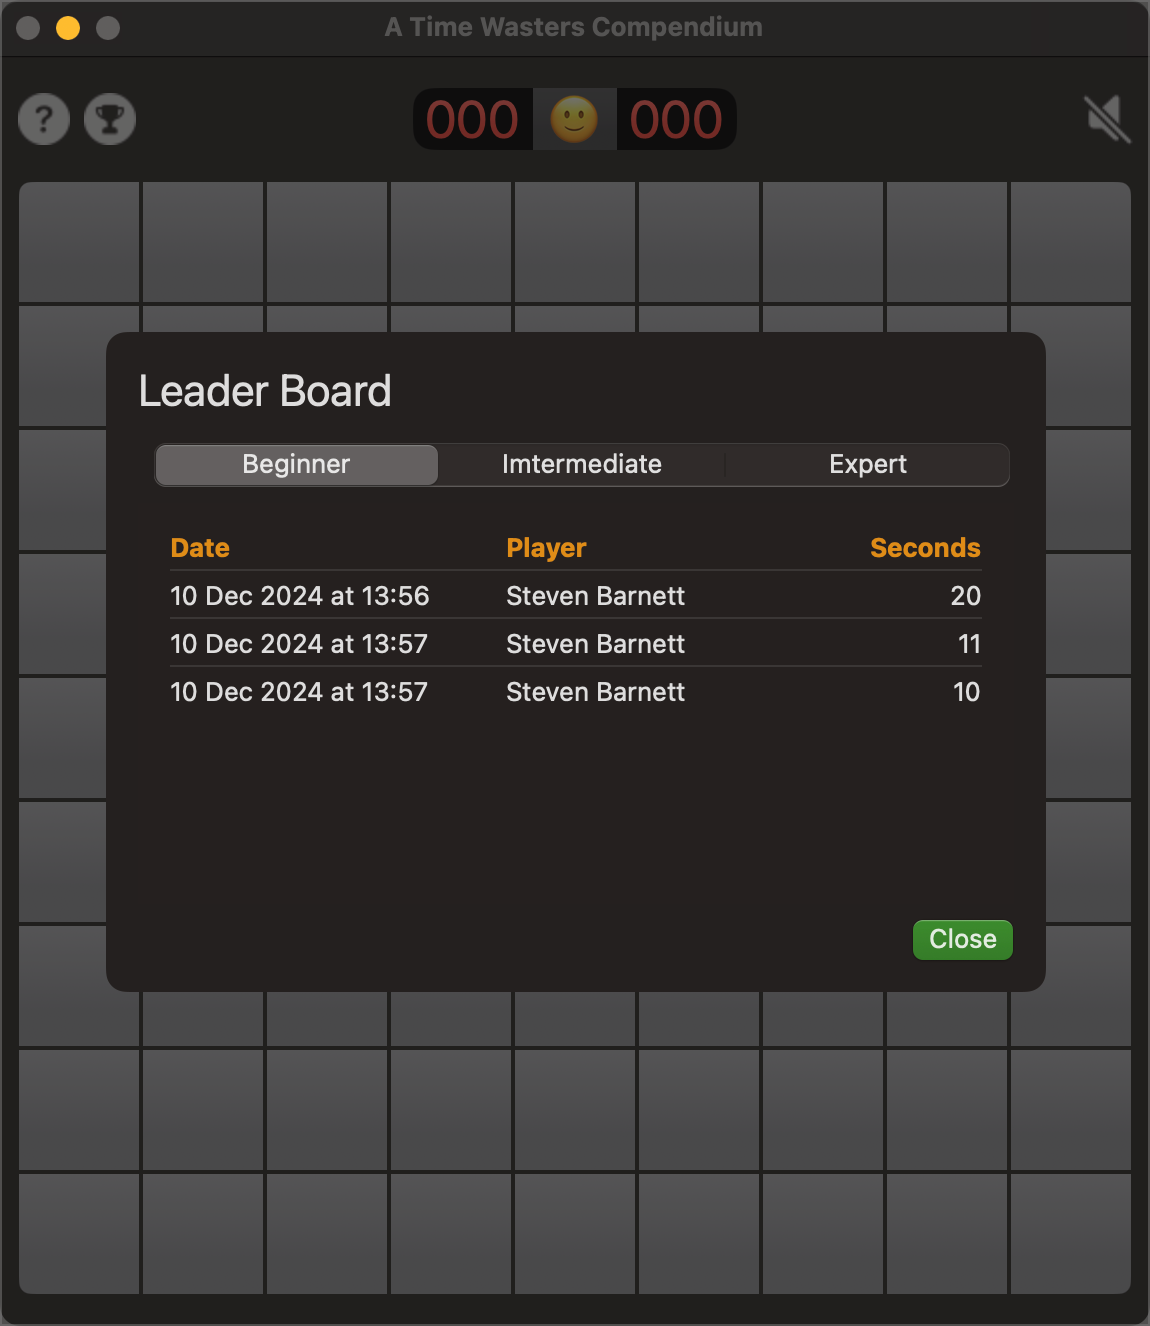 A Time Wasters Compendium
? 000 000
Leader Board
Beginner Imtermediate Expert
Date Player Seconds
10 Dec 2024 at 13:56 Steven Barnett 20
10 Dec 2024 at 13:57 Steven Barnett 11
10 Dec 2024 at 13:57 Steven Barnett 10
Close